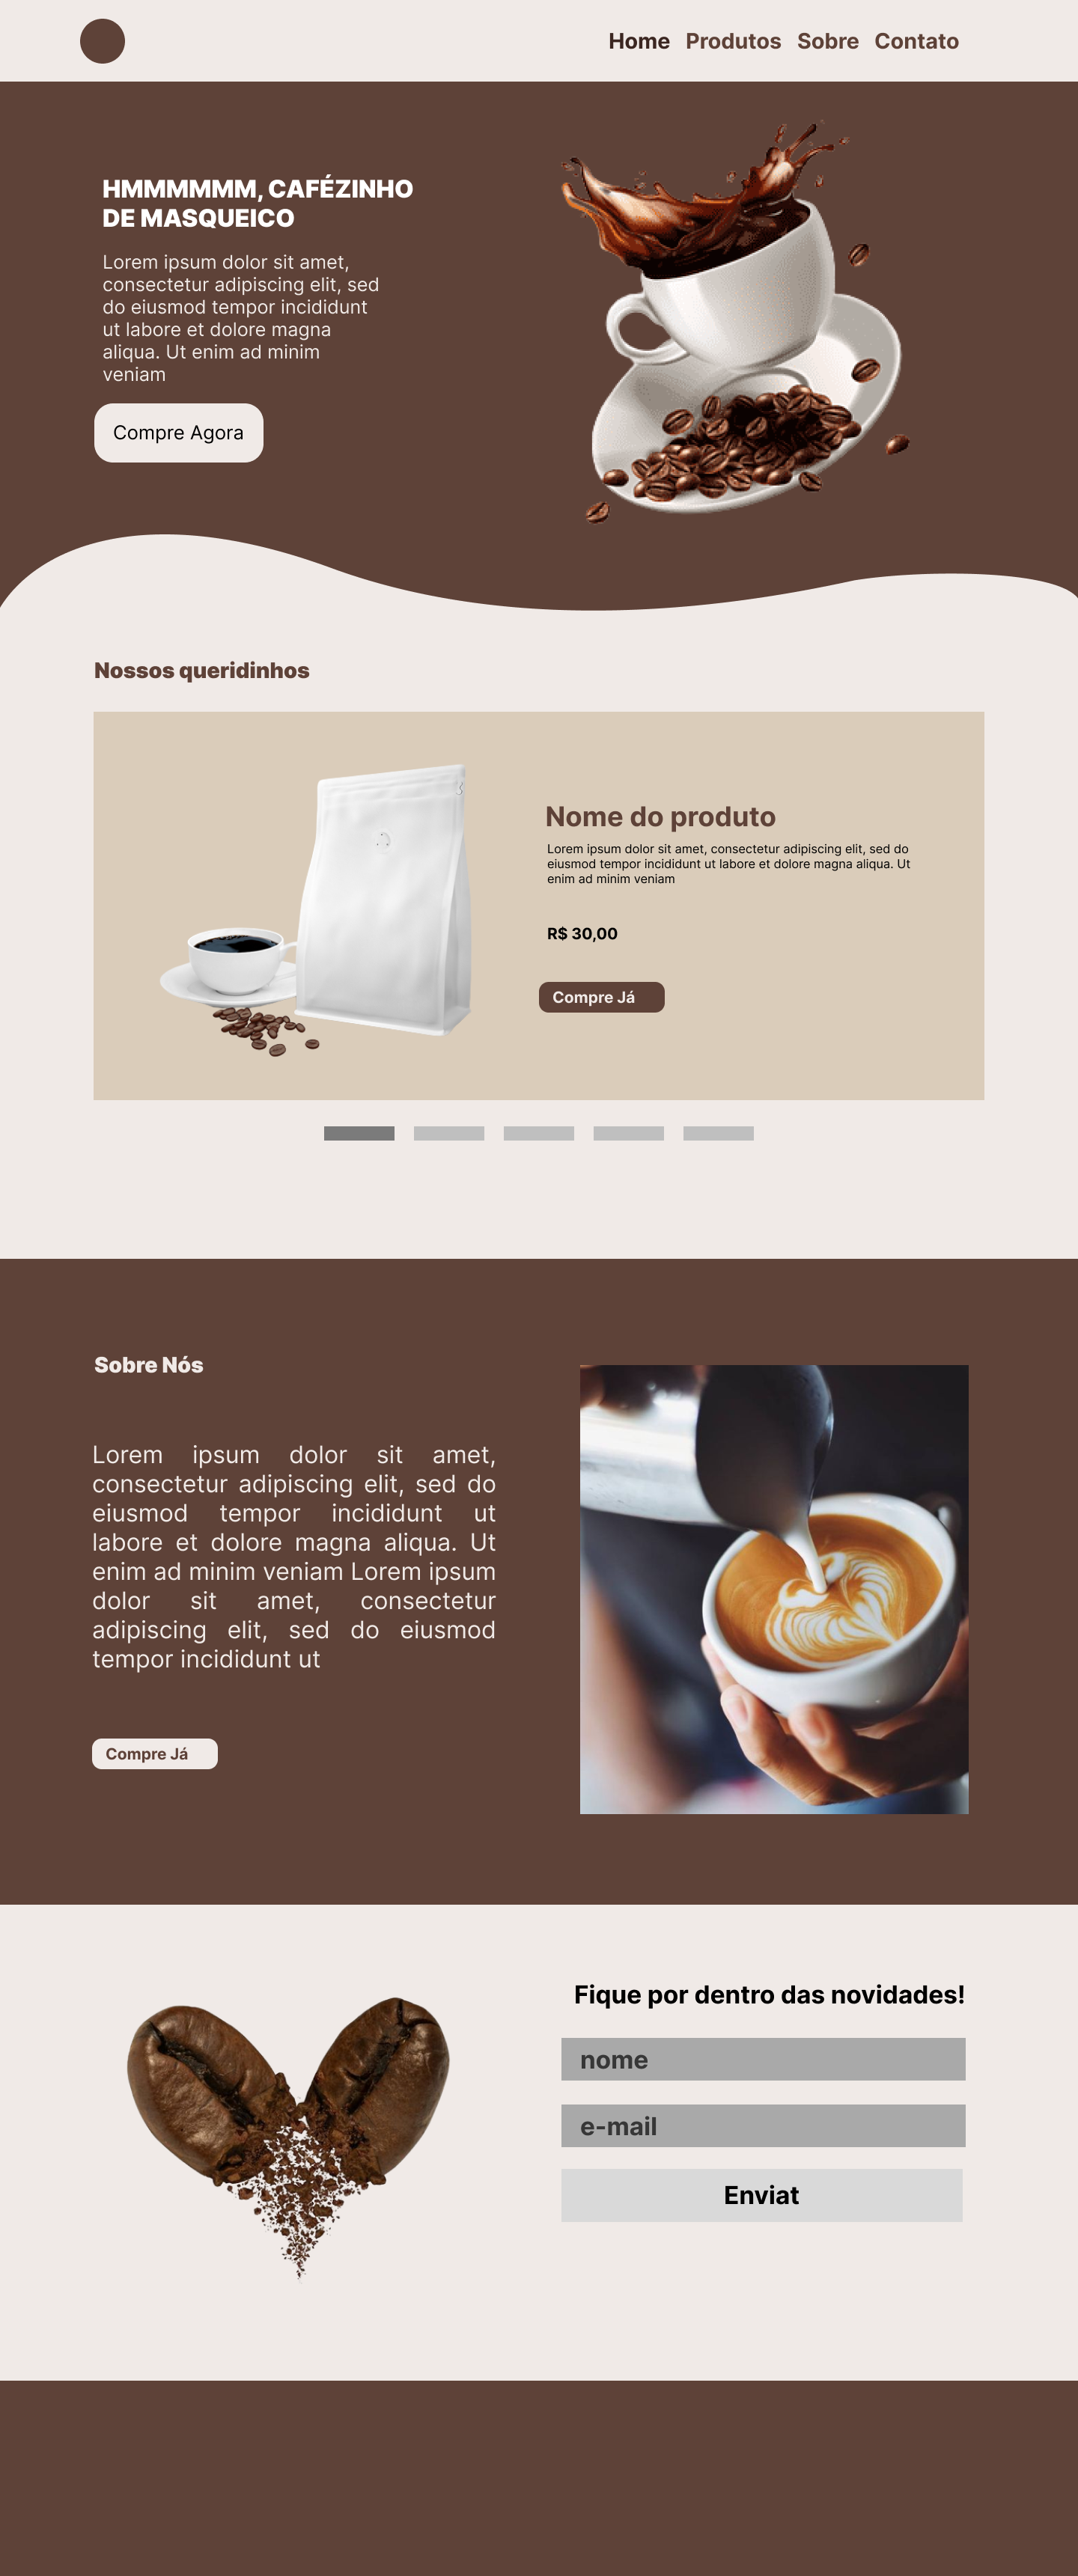 Home Produtos Sobre Contato
HMMMMMM, CAFÉZINHO
DE MASQUEICO
Lorem ipsum dolor sit amet,
consectetur adipiscing elit, sed
do eiusmod tempor incididunt
ut labore et dolore magna
aliqua. Ut enim ad minim
veniam
Compre Agora
Nossos queridinhos
Nome do produto
Lorem ipsum dolor sit amet, consectetur adipiscing elit, sed do
eiusmod tempor incididunt ut labore et dolore magna aliqua. Ut
enim ad minim veniam
R$ 30,00
Compre Já
Sobre Nós
Lorem ipsum dolor sit amet,
consectetur adipiscing elit, sed do
eiusmod tempor incididunt ut
labore et dolore magna aliqua. Ut
enim ad minim veniam Lorem ipsum
dolor sit amet, consectetur
adipiscing elit, sed do eiusmod
tempor incididunt ut
Compre Já
Fique por dentro das novidades!
nome
e-mail
Enviat